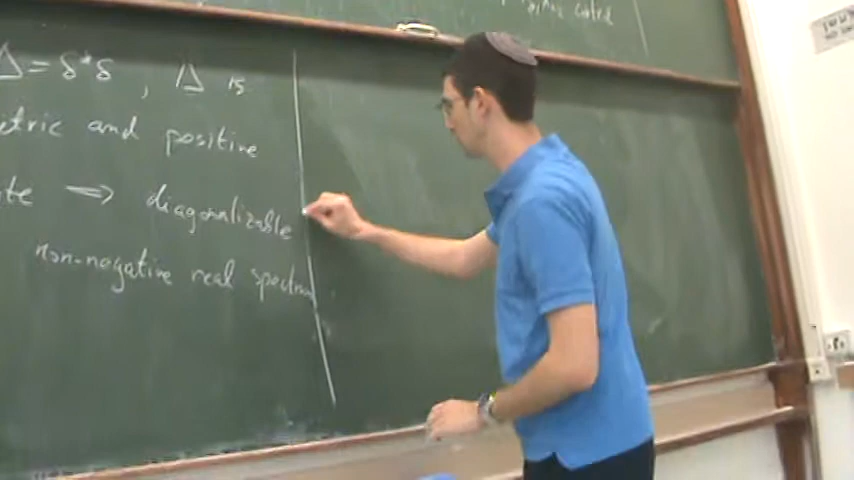 Δ = δ*δ, Δ is
etric and positive
te ⟹ diagonalizable
non-negative real spectrum